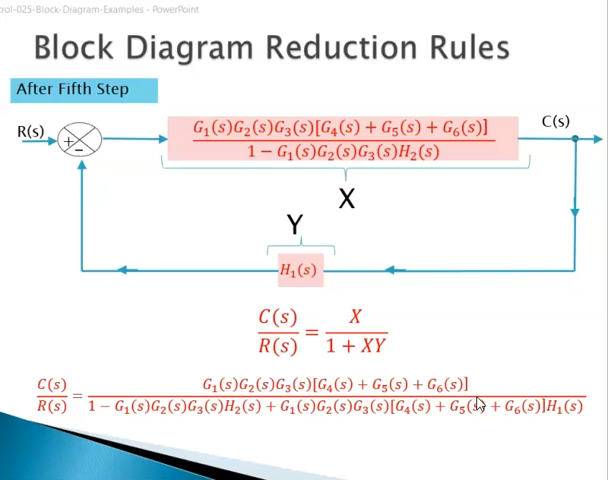 rol-025-Block-Diagram-Examples - PowerPoint
Block Diagram Reduction Rules
After Fifth Step
R(s)
+
−
G₁(s)G₂(s)G₃(s)[G₄(s) + G₅(s) + G₆(s)]
1 − G₁(s)G₂(s)G₃(s)H₂(s)
C(s)
X
Y
H₁(s)
C(s)
R(s)
=
X
1 + XY
C(s)
R(s)
=
G₁(s)G₂(s)G₃(s)[G₄(s) + G₅(s) + G₆(s)]
1 − G₁(s)G₂(s)G₃(s)H₂(s) + G₁(s)G₂(s)G₃(s)[G₄(s) + G₅(s) + G₆(s)]H₁(s)